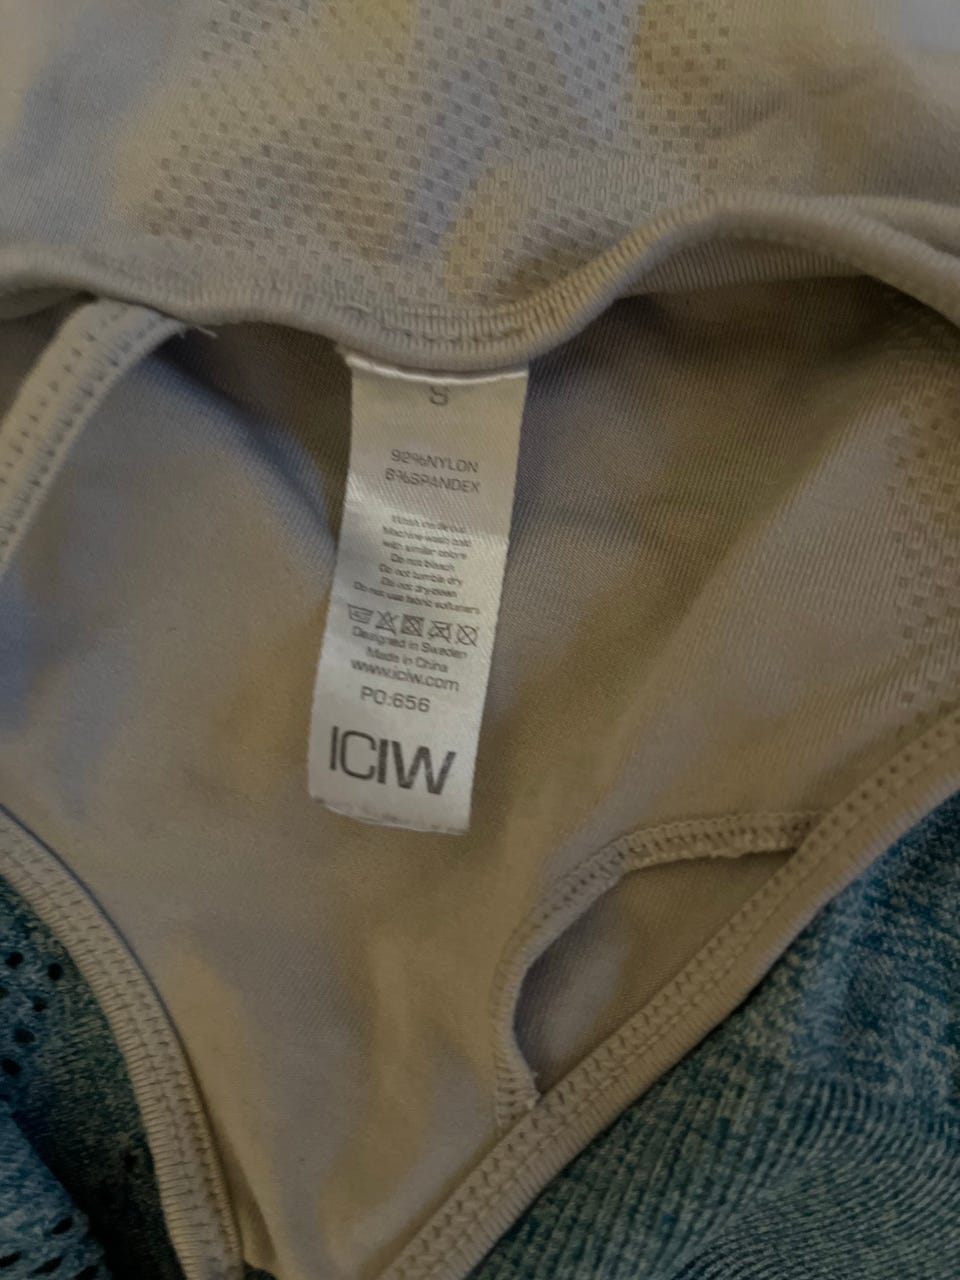 S
92%NYLON
8%SPANDEX
Wash inside out
Machine wash cold
with similar colors
Do not bleach
Do not tumble dry
Do not dry-clean
Do not use fabric softeners
Designed in Sweden
Made in China
www.iciw.com
PO:656
ICIW